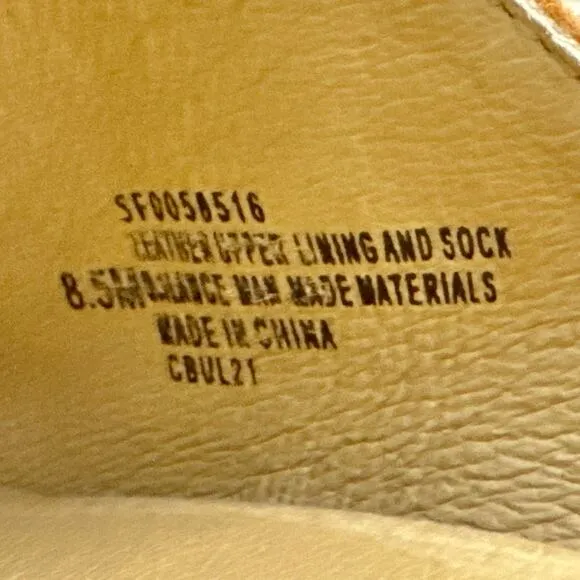 SF0058516
LEATHER UPPER LINING AND SOCK
8.5M BALANCE MAN MADE MATERIALS
MADE IN CHINA
CBUL21